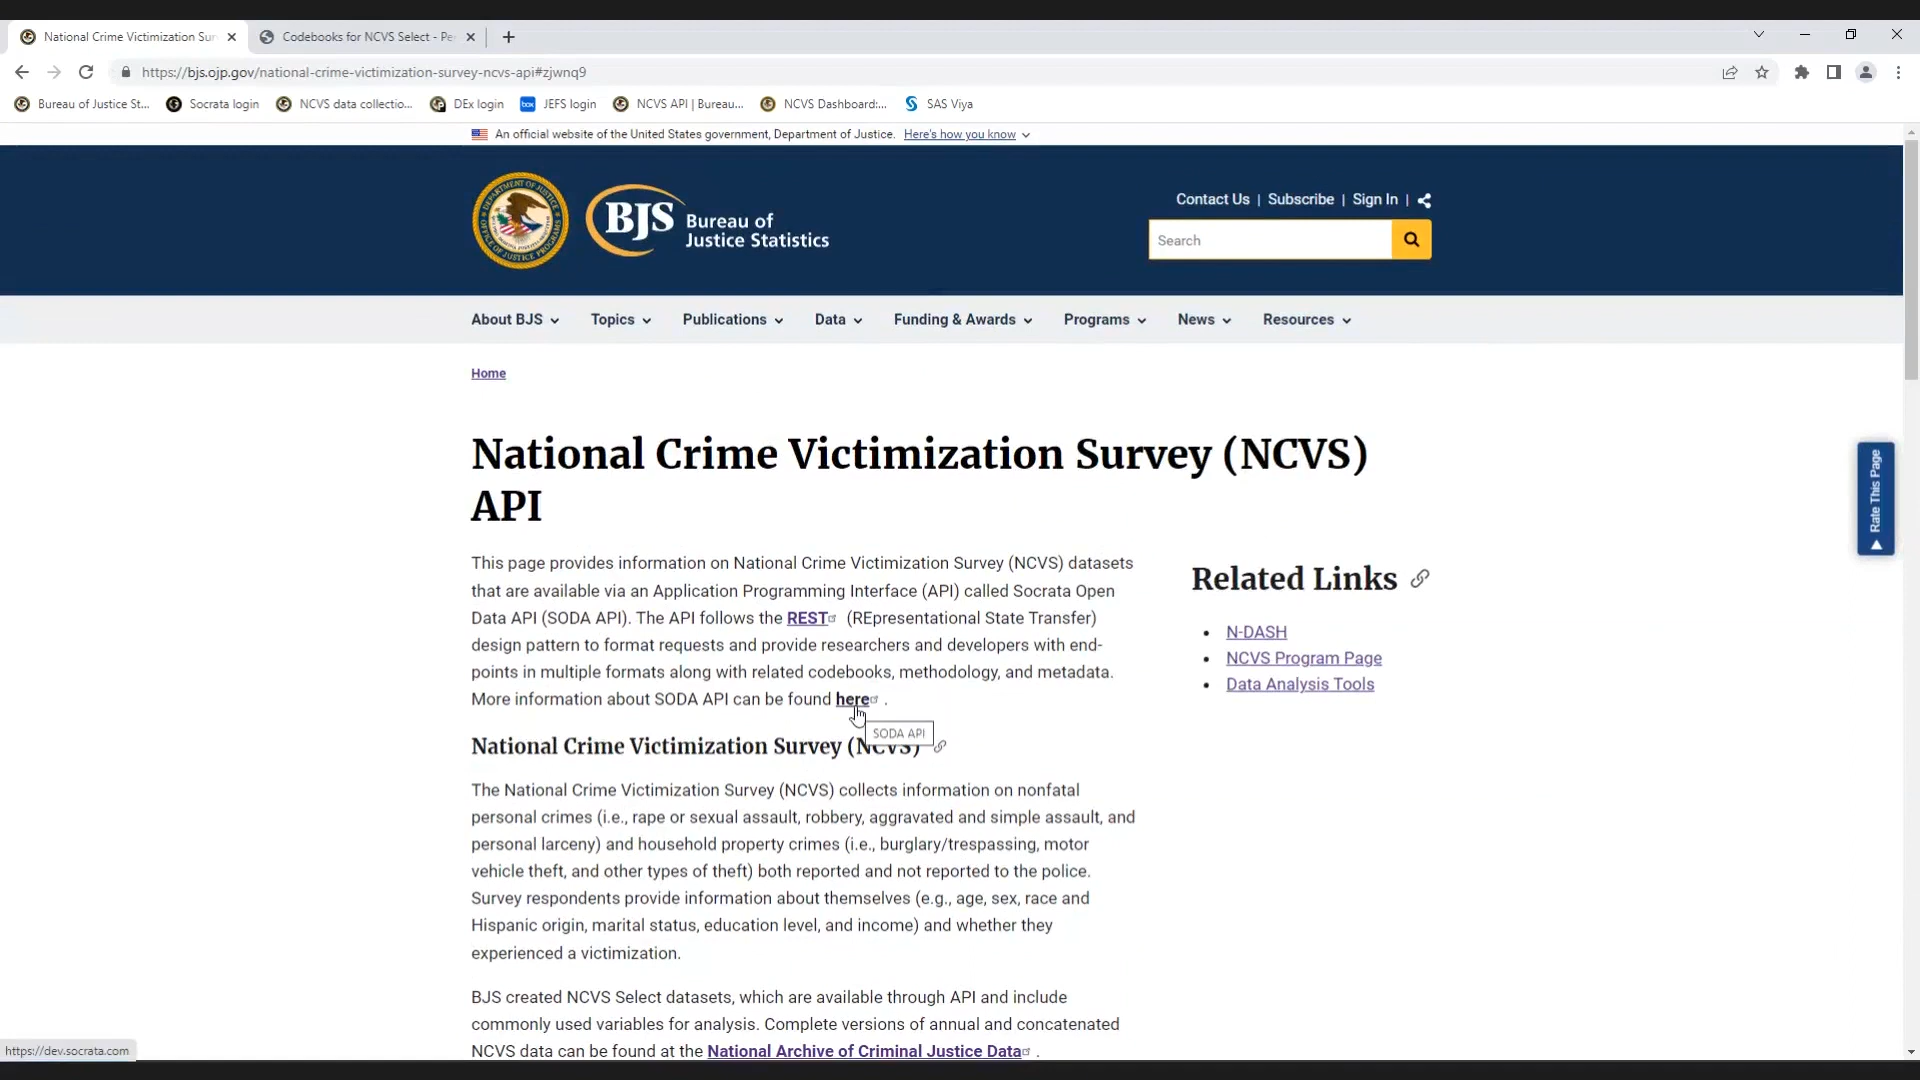 National Crime Victimization Sur
Codebooks for NCVS Select - Pe
https://bjs.ojp.gov/national-crime-victimization-survey-ncvs-api#zjwnq9
Bureau of Justice St...
Socrata login
NCVS data collectio...
DEx login
box
JEFS login
NCVS API | Bureau...
NCVS Dashboard:...
SAS Viya
An official website of the United States government, Department of Justice. Here's how you know
BJS Bureau of
Justice Statistics
Contact Us | Subscribe | Sign In |
Search
About BJS
Topics
Publications
Data
Funding & Awards
Programs
News
Resources
Home
National Crime Victimization Survey (NCVS)
API
This page provides information on National Crime Victimization Survey (NCVS) datasets
that are available via an Application Programming Interface (API) called Socrata Open
Data API (SODA API). The API follows the REST (REpresentational State Transfer)
design pattern to format requests and provide researchers and developers with end-
points in multiple formats along with related codebooks, methodology, and metadata.
More information about SODA API can be found here .
SODA API
National Crime Victimization Survey (NCVS)
The National Crime Victimization Survey (NCVS) collects information on nonfatal
personal crimes (i.e., rape or sexual assault, robbery, aggravated and simple assault, and
personal larceny) and household property crimes (i.e., burglary/trespassing, motor
vehicle theft, and other types of theft) both reported and not reported to the police.
Survey respondents provide information about themselves (e.g., age, sex, race and
Hispanic origin, marital status, education level, and income) and whether they
experienced a victimization.
BJS created NCVS Select datasets, which are available through API and include
commonly used variables for analysis. Complete versions of annual and concatenated
NCVS data can be found at the National Archive of Criminal Justice Data .
Related Links
N-DASH
NCVS Program Page
Data Analysis Tools
Rate This Page
https://dev.socrata.com